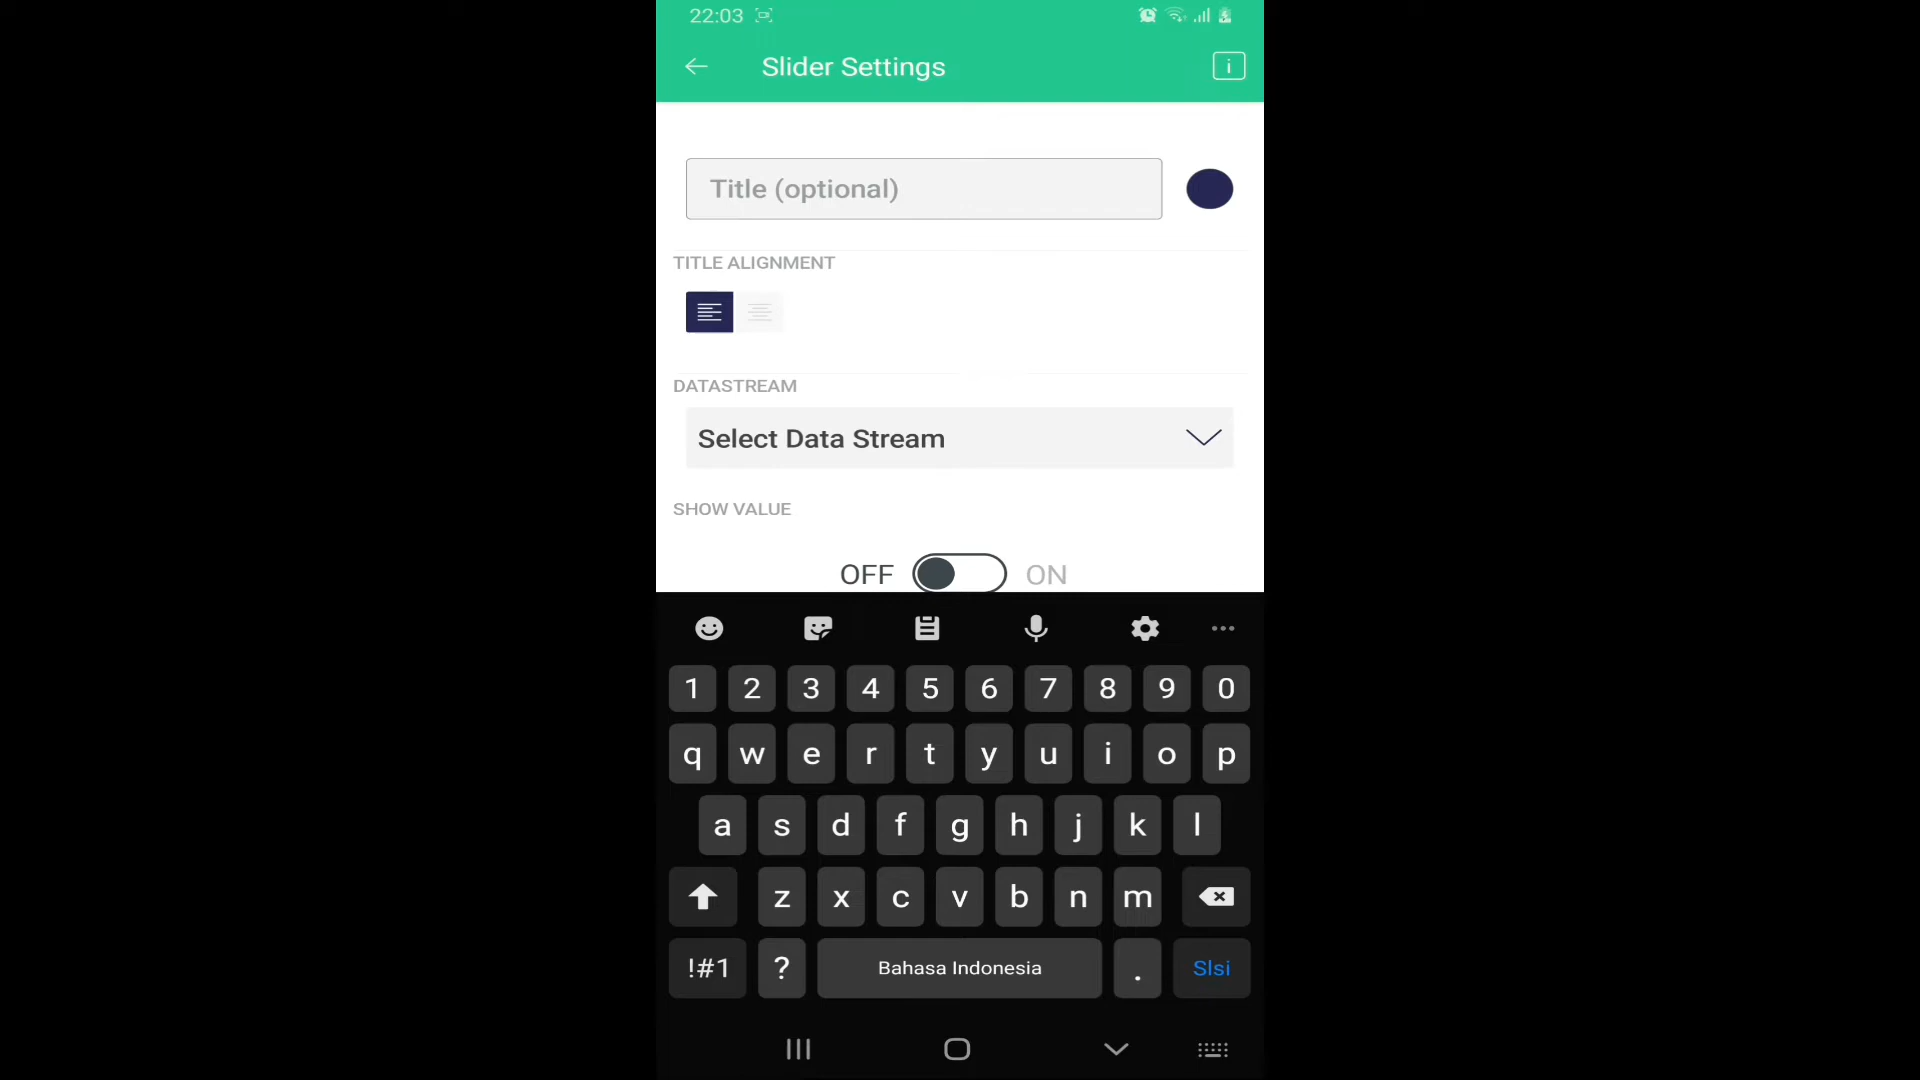 22:03
Slider Settings
i
Title (optional)
TITLE ALIGNMENT
DATASTREAM
Select Data Stream
SHOW VALUE
OFF ON
1 2 3 4 5 6 7 8 9 0
q w e r t y u i o p
a s d f g h j k l
z x c v b n m
!#1 ? Bahasa Indonesia . Slsi